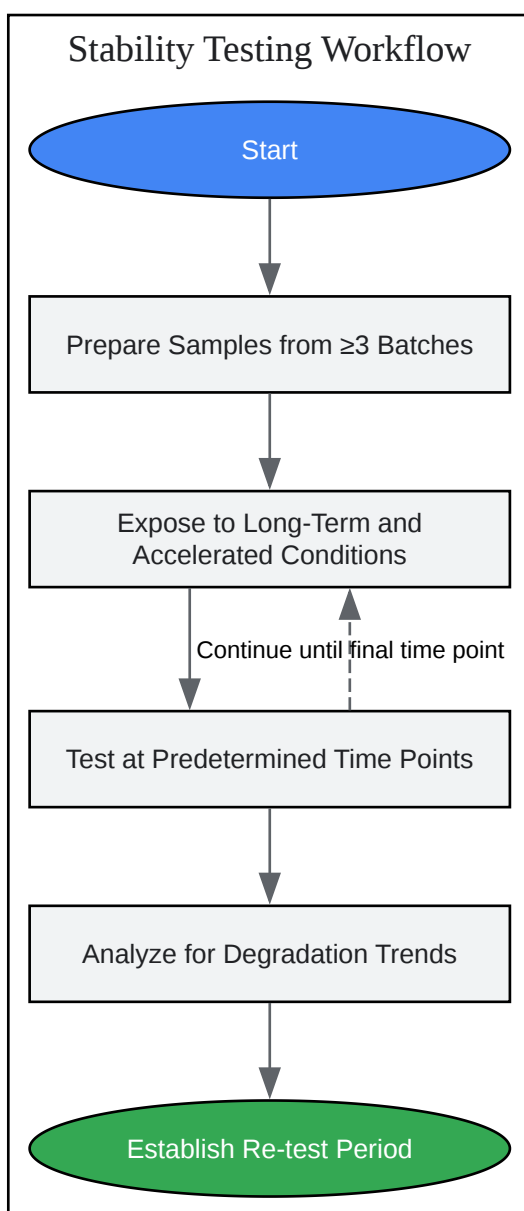 Stability Testing Workflow
Start
Prepare Samples from ≥3 Batches
Expose to Long-Term and
Accelerated Conditions
Continue until final time point
Test at Predetermined Time Points
Analyze for Degradation Trends
Establish Re-test Period